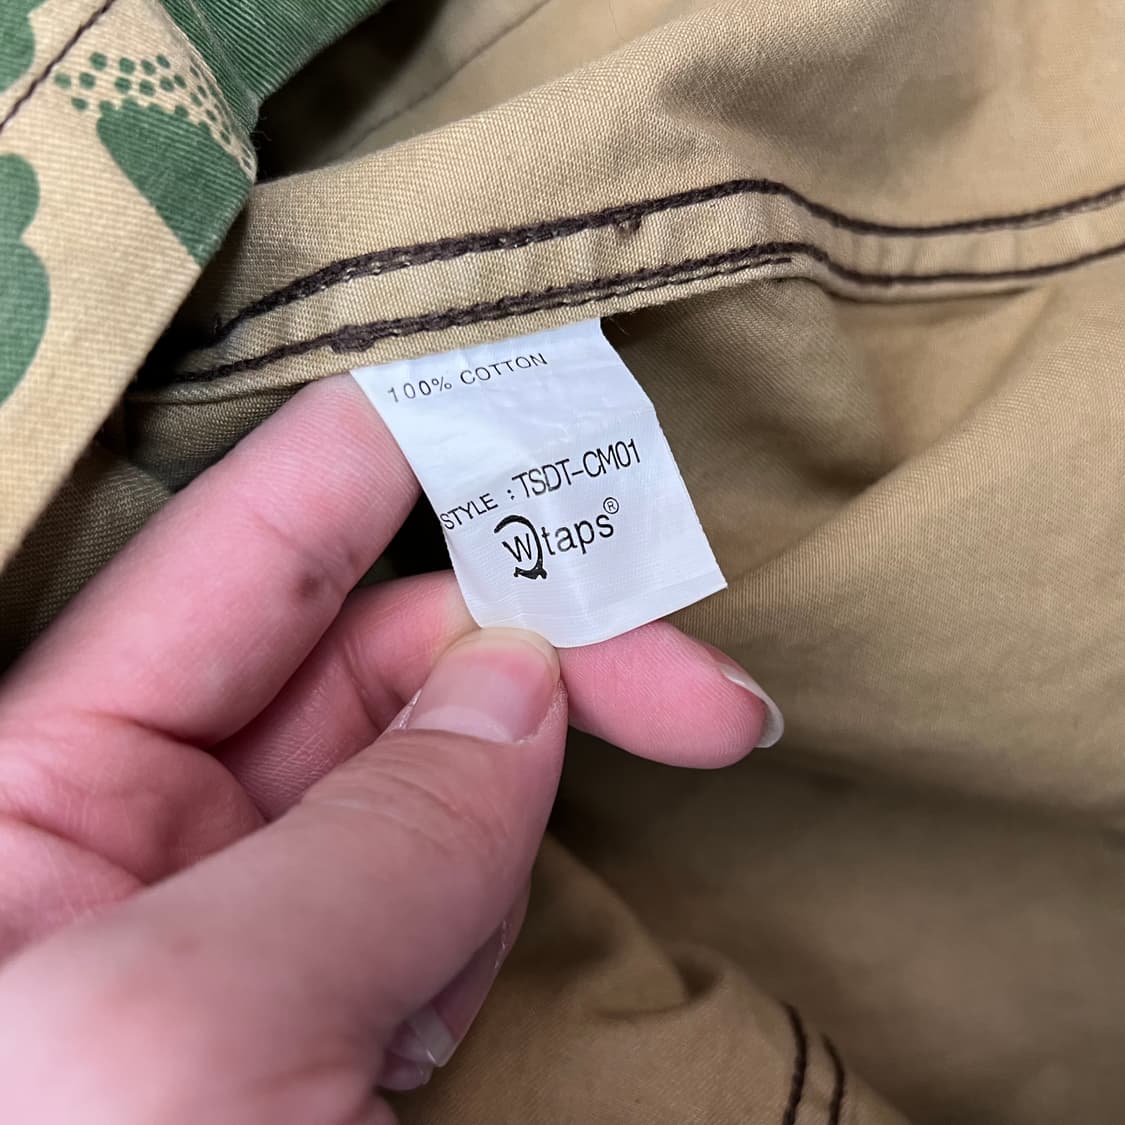 100% COTTON
STYLE : TSDT-CM01
Wtaps®